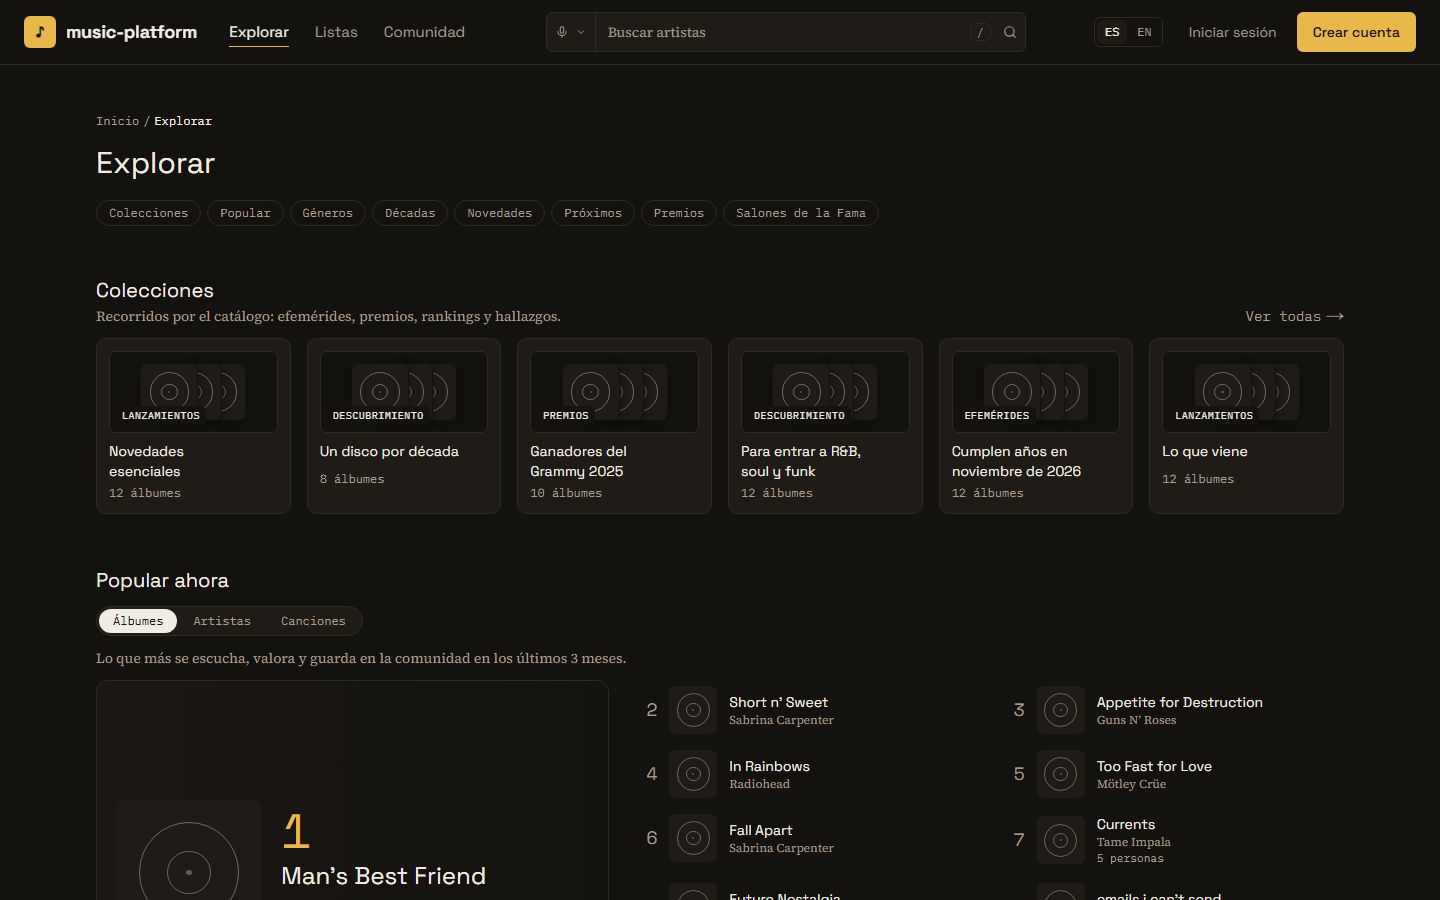 music-platform
Explorar
Listas
Comunidad
Buscar artistas
/
ES
EN
Iniciar sesión
Crear cuenta
Inicio / Explorar
Explorar
Colecciones
Popular
Géneros
Décadas
Novedades
Próximos
Premios
Salones de la Fama
Colecciones
Recorridos por el catálogo: efemérides, premios, rankings y hallazgos.
Ver todas →
LANZAMIENTOS
Novedades
esenciales
12 álbumes
DESCUBRIMIENTO
Un disco por década
8 álbumes
PREMIOS
Ganadores del
Grammy 2025
10 álbumes
DESCUBRIMIENTO
Para entrar a R&B,
soul y funk
12 álbumes
EFEMÉRIDES
Cumplen años en
noviembre de 2026
12 álbumes
LANZAMIENTOS
Lo que viene
12 álbumes
Popular ahora
Álbumes
Artistas
Canciones
Lo que más se escucha, valora y guarda en la comunidad en los últimos 3 meses.
1
Man's Best Friend
2
Short n' Sweet
Sabrina Carpenter
3
Appetite for Destruction
Guns N' Roses
4
In Rainbows
Radiohead
5
Too Fast for Love
Mötley Crüe
6
Fall Apart
Sabrina Carpenter
7
Currents
Tame Impala
5 personas
Future Nostalgia
emails i can't send